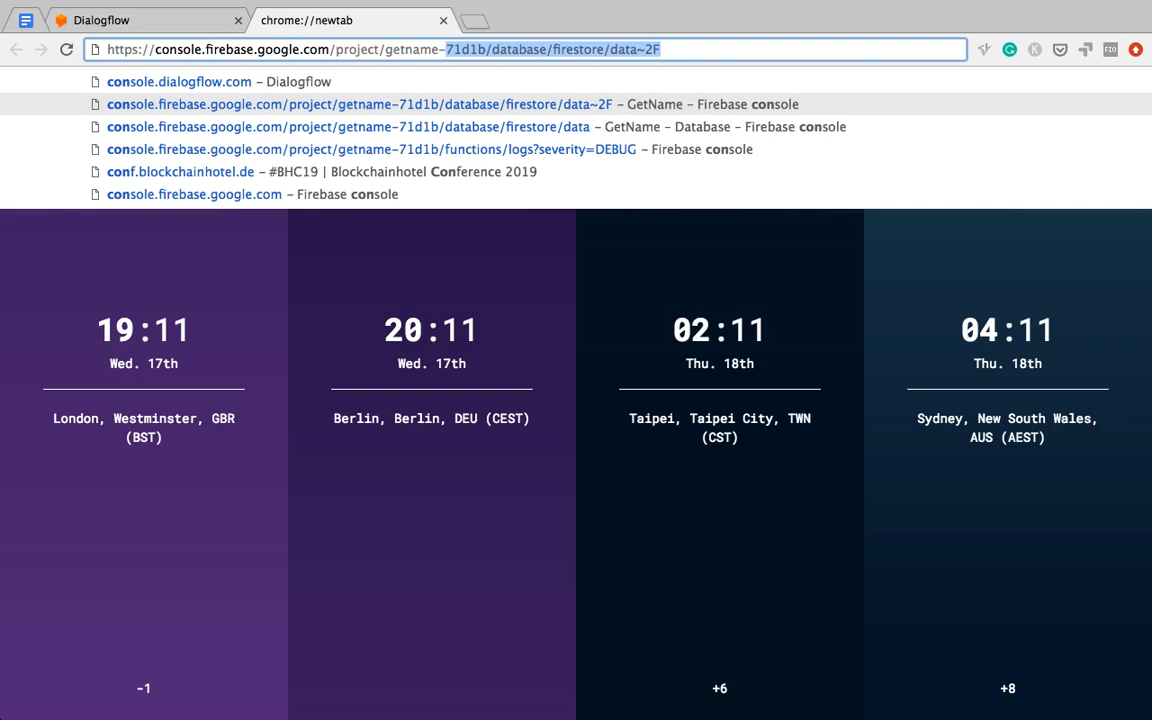 Dialogflow
chrome://newtab
https://console.firebase.google.com/project/getname-71d1b/database/firestore/data~2F
FIO
console.dialogflow.com – Dialogflow
console.firebase.google.com/project/getname-71d1b/database/firestore/data~2F – GetName – Firebase console
console.firebase.google.com/project/getname-71d1b/database/firestore/data – GetName – Database – Firebase console
console.firebase.google.com/project/getname-71d1b/functions/logs?severity=DEBUG – Firebase console
conf.blockchainhotel.de – #BHC19 | Blockchainhotel Conference 2019
console.firebase.google.com – Firebase console
19:11
Wed. 17th
London, Westminster, GBR
(BST)
-1
20:11
Wed. 17th
Berlin, Berlin, DEU (CEST)
02:11
Thu. 18th
Taipei, Taipei City, TWN
(CST)
+6
04:11
Thu. 18th
Sydney, New South Wales,
AUS (AEST)
+8